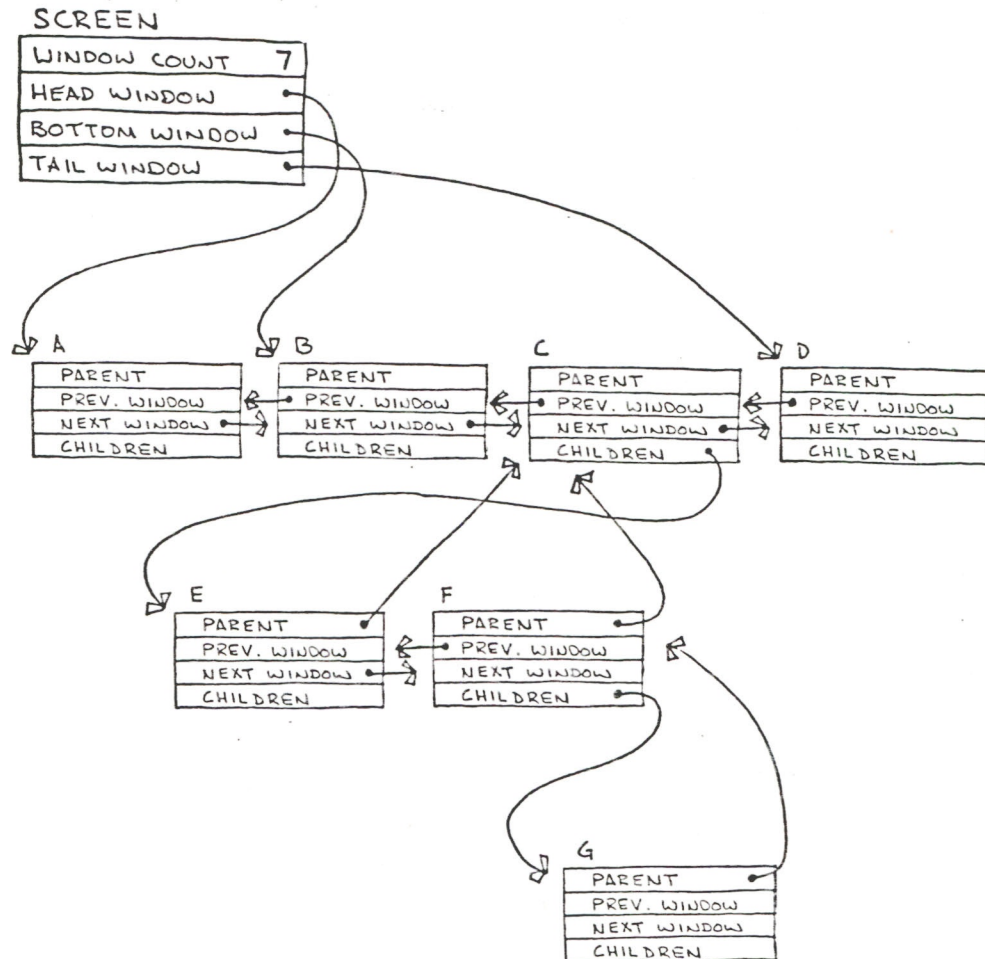 SCREEN
WINDOW COUNT 7
HEAD WINDOW
BOTTOM WINDOW
TAIL WINDOW
A
PARENT
PREV. WINDOW
NEXT WINDOW
CHILDREN
B
PARENT
PREV. WINDOW
NEXT WINDOW
CHILDREN
C
PARENT
PREV. WINDOW
NEXT WINDOW
CHILDREN
D
PARENT
PREV. WINDOW
NEXT WINDOW
CHILDREN
E
PARENT
PREV. WINDOW
NEXT WINDOW
CHILDREN
F
PARENT
PREV. WINDOW
NEXT WINDOW
CHILDREN
G
PARENT
PREV. WINDOW
NEXT WINDOW
CHILDREN